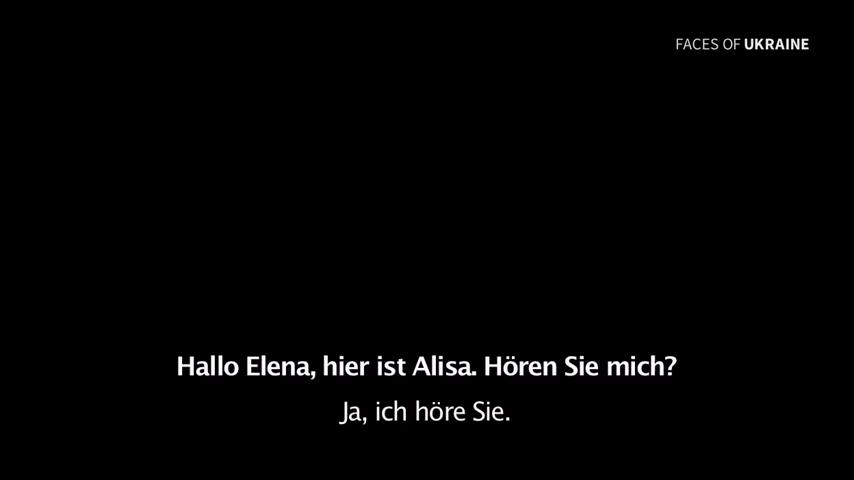 FACES OF UKRAINE
Hallo Elena, hier ist Alisa. Hören Sie mich?
Ja, ich höre Sie.